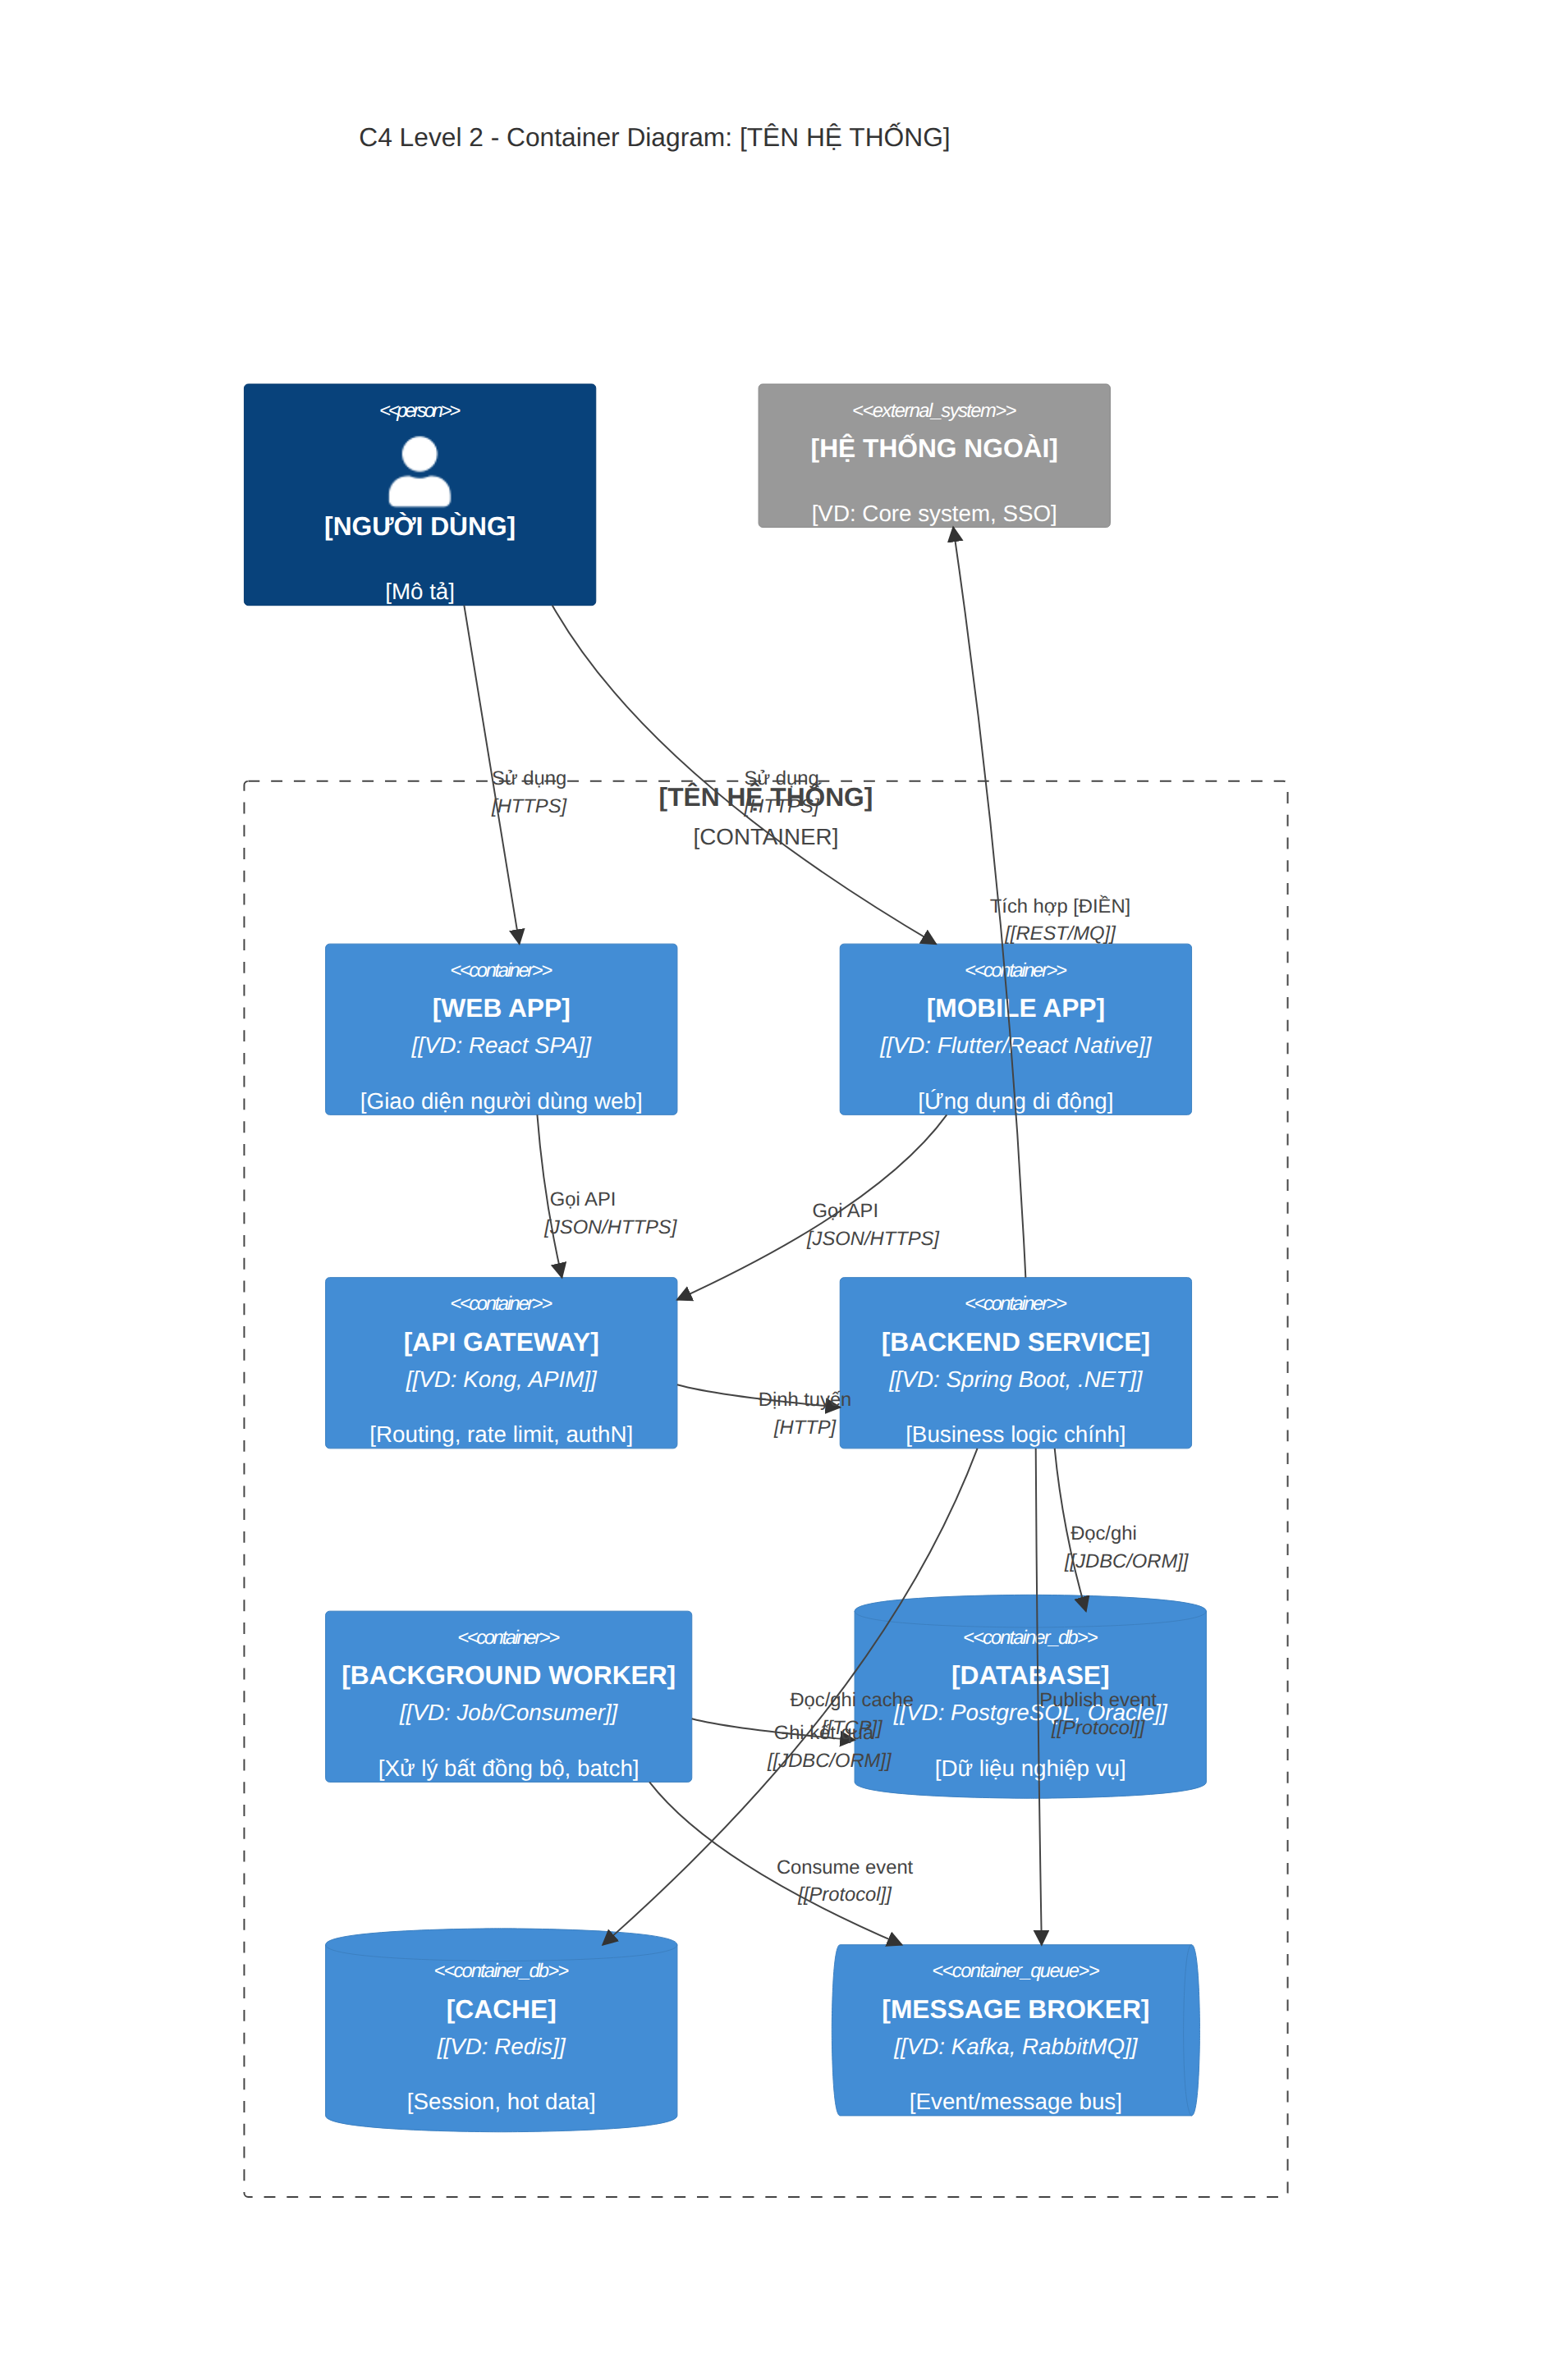 C4 Level 2 - Container Diagram: [TÊN HỆ THỐNG]
<<person>>
[NGƯỜI DÙNG]
[Mô tả]
<<external_system>>
[HỆ THỐNG NGOÀI]
[VD: Core system, SSO]
Sử dụng
[HTTPS]
Sử dụng
[HTTPS]
[TÊN HỆ THỐNG]
[CONTAINER]
Tích hợp [ĐIỀN]
[[REST/MQ]]
<<container>>
[WEB APP]
[[VD: React SPA]]
[Giao diện người dùng web]
<<container>>
[MOBILE APP]
[[VD: Flutter/React Native]]
[Ứng dụng di động]
Gọi API
[JSON/HTTPS]
Gọi API
[JSON/HTTPS]
<<container>>
[API GATEWAY]
[[VD: Kong, APIM]]
[Routing, rate limit, authN]
Định tuyến
[HTTP]
<<container>>
[BACKEND SERVICE]
[[VD: Spring Boot, .NET]]
[Business logic chính]
Đọc/ghi
[[JDBC/ORM]]
<<container>>
[BACKGROUND WORKER]
[[VD: Job/Consumer]]
[Xử lý bất đồng bộ, batch]
Đọc/ghi cache
[[TCP]]
Ghi kết quả
[[JDBC/ORM]]
<<container_db>>
[DATABASE]
[[VD: PostgreSQL, Oracle]]
[Dữ liệu nghiệp vụ]
Publish event
[[Protocol]]
Consume event
[[Protocol]]
<<container_db>>
[CACHE]
[[VD: Redis]]
[Session, hot data]
<<container_queue>>
[MESSAGE BROKER]
[[VD: Kafka, RabbitMQ]]
[Event/message bus]